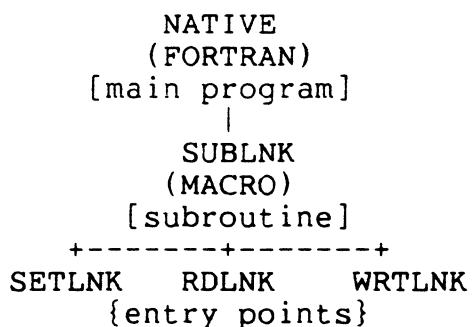 NATIVE
(FORTRAN)
[main program]
|
SUBLNK
(MACRO)
[subroutine]
+-------+-------+
SETLNK RDLNK WRTLNK
{entry points}